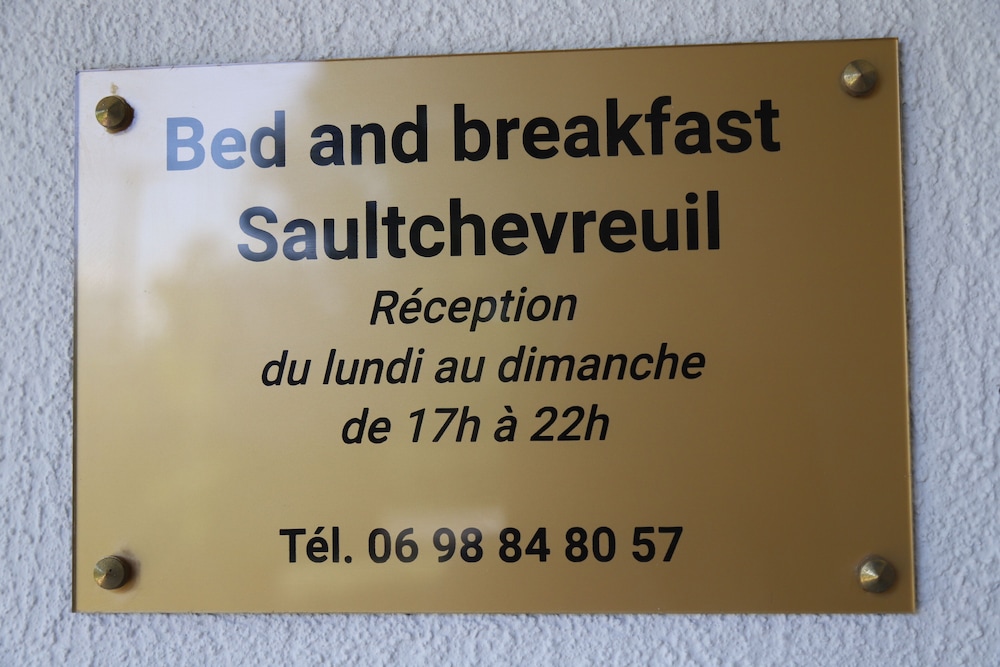 Bed and breakfast
Saultchevreuil
Réception
du lundi au dimanche
de 17h à 22h
Tél. 06 98 84 80 57